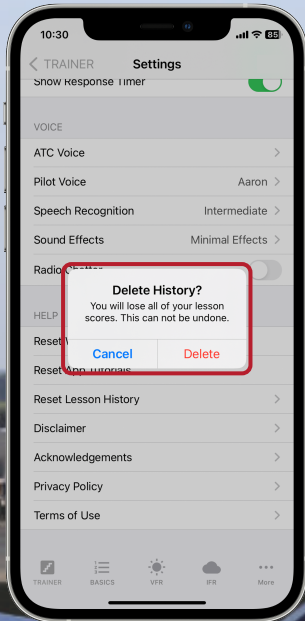 10:30
85
TRAINER Settings
Show Response Timer
VOICE
ATC Voice
Pilot Voice Aaron
Speech Recognition Intermediate
Sound Effects Minimal Effects
Radio Chatter
Delete History?
You will lose all of your lesson
scores. This can not be undone.
HELP
Reset
Cancel Delete
Reset App Tutorials
Reset Lesson History
Disclaimer
Acknowledgements
Privacy Policy
Terms of Use
TRAINER BASICS VFR IFR More